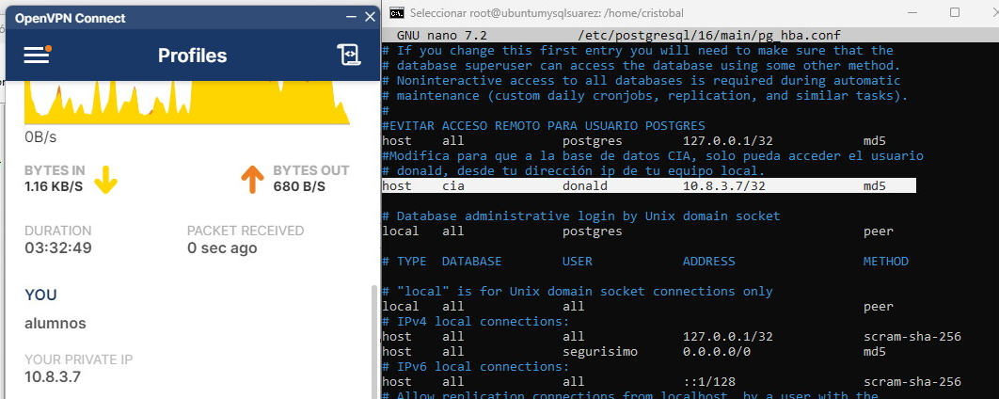 OpenVPN Connect
Profiles
0B/s
BYTES IN
1.16 KB/S
BYTES OUT
680 B/S
DURATION
03:32:49
PACKET RECEIVED
0 sec ago
YOU
alumnos
YOUR PRIVATE IP
10.8.3.7
Seleccionar root@ubuntumysqlsuarez: /home/cristobal
GNU nano 7.2 /etc/postgresql/16/main/pg_hba.conf
# If you change this first entry you will need to make sure that the
# database superuser can access the database using some other method.
# Noninteractive access to all databases is required during automatic
# maintenance (custom daily cronjobs, replication, and similar tasks).
#
#EVITAR ACCESO REMOTO PARA USUARIO POSTGRES
host all postgres 127.0.0.1/32 md5
#Modifica para que a la base de datos CIA, solo pueda acceder el usuario
# donald, desde tu dirección ip de tu equipo local.
host cia donald 10.8.3.7/32 md5
# Database administrative login by Unix domain socket
local all postgres peer
# TYPE DATABASE USER ADDRESS METHOD
# "local" is for Unix domain socket connections only
local all all peer
# IPv4 local connections:
host all all 127.0.0.1/32 scram-sha-256
host all segurisimo 0.0.0.0/0 md5
# IPv6 local connections:
host all all ::1/128 scram-sha-256
# Allow replication connections from localhost, by a user with the